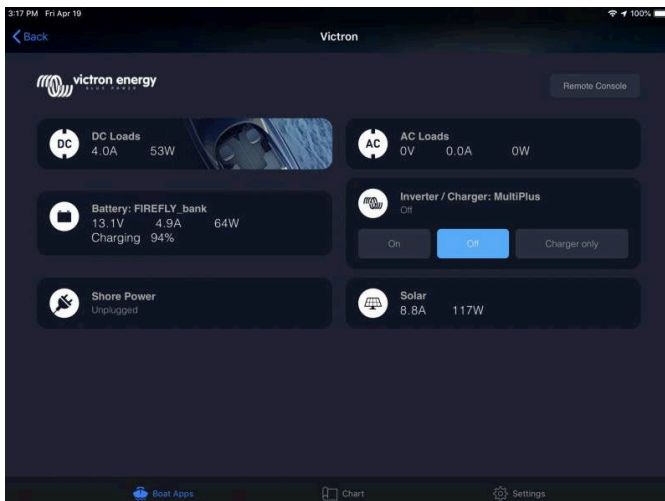 3:17 PM Fri Apr 19 100%
Back Victron
victron energy
BLUE POWER
Remote Console
DC DC Loads
4.0A 53W
AC AC Loads
0V 0.0A 0W
Battery: FIREFLY_bank
13.1V 4.9A 64W
Charging 94%
Inverter / Charger: MultiPlus
Off
On Off Charger only
Shore Power
Unplugged
Solar
8.8A 117W
Boat Apps Chart Settings